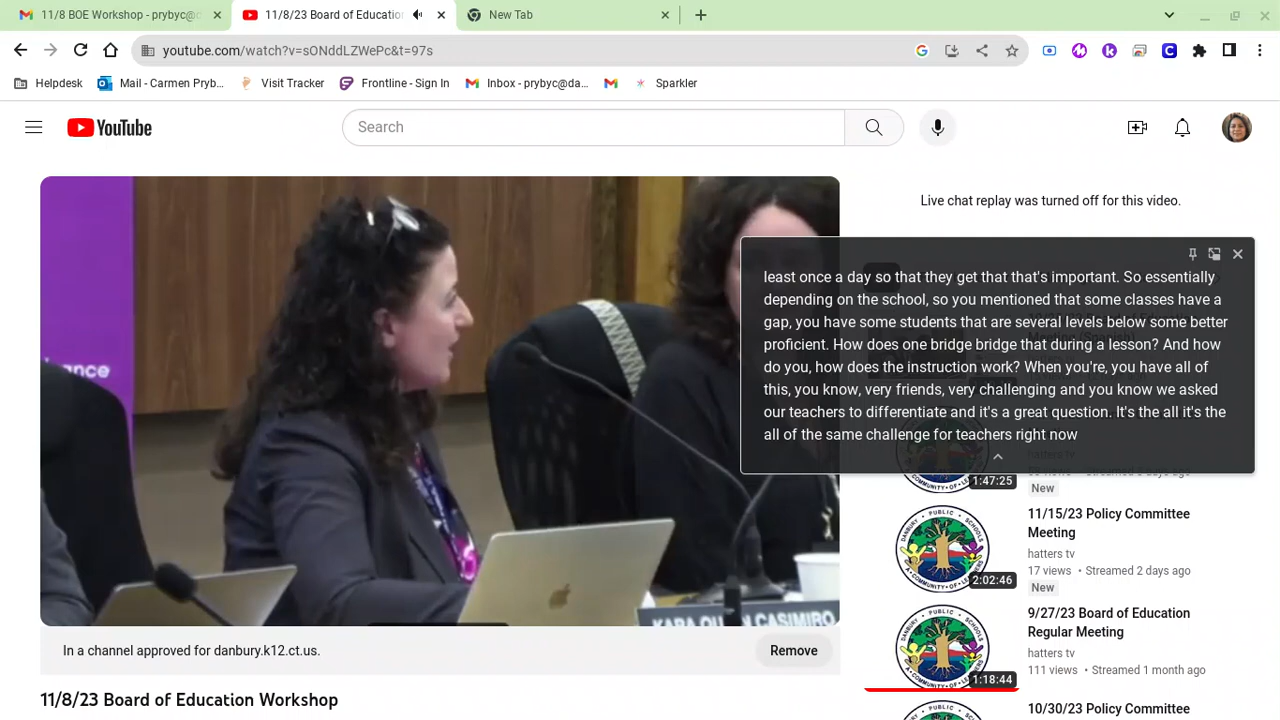 11/8 BOE Workshop - prybyc@d
11/8/23 Board of Education
New Tab
youtube.com/watch?v=sONddLZWePc&t=97s
Helpdesk
Mail - Carmen Pryb...
Visit Tracker
Frontline - Sign In
Inbox - prybyc@da...
Sparkler
YouTube
Search
Live chat replay was turned off for this video.
least once a day so that they get that that's important. So essentially
depending on the school, so you mentioned that some classes have a
gap, you have some students that are several levels below some better
proficient. How does one bridge bridge that during a lesson? And how
do you, how does the instruction work? When you're, you have all of
this, you know, very friends, very challenging and you know we asked
our teachers to differentiate and it's a great question. It's the all it's the
all of the same challenge for teachers right now
1:47:25
New
11/15/23 Policy Committee
Meeting
hatters tv
17 views • Streamed 2 days ago
New
2:02:46
9/27/23 Board of Education
Regular Meeting
hatters tv
111 views • Streamed 1 month ago
1:18:44
10/30/23 Policy Committee
KARA QUINN CASIMIRO
In a channel approved for danbury.k12.ct.us.
Remove
11/8/23 Board of Education Workshop